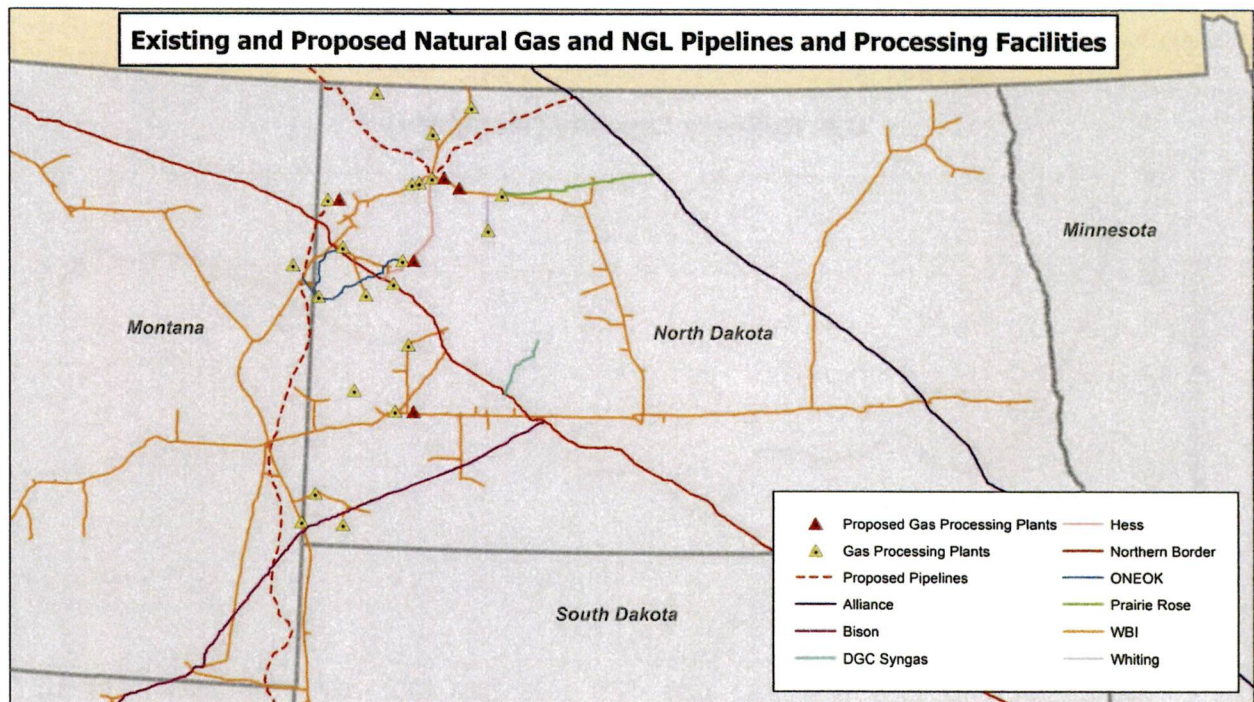 Existing and Proposed Natural Gas and NGL Pipelines and Processing Facilities
Minnesota
Montana
North Dakota
South Dakota
Proposed Gas Processing Plants
Gas Processing Plants
Proposed Pipelines
Alliance
Bison
DGC Syngas
Hess
Northern Border
ONEOK
Prairie Rose
WBI
Whiting